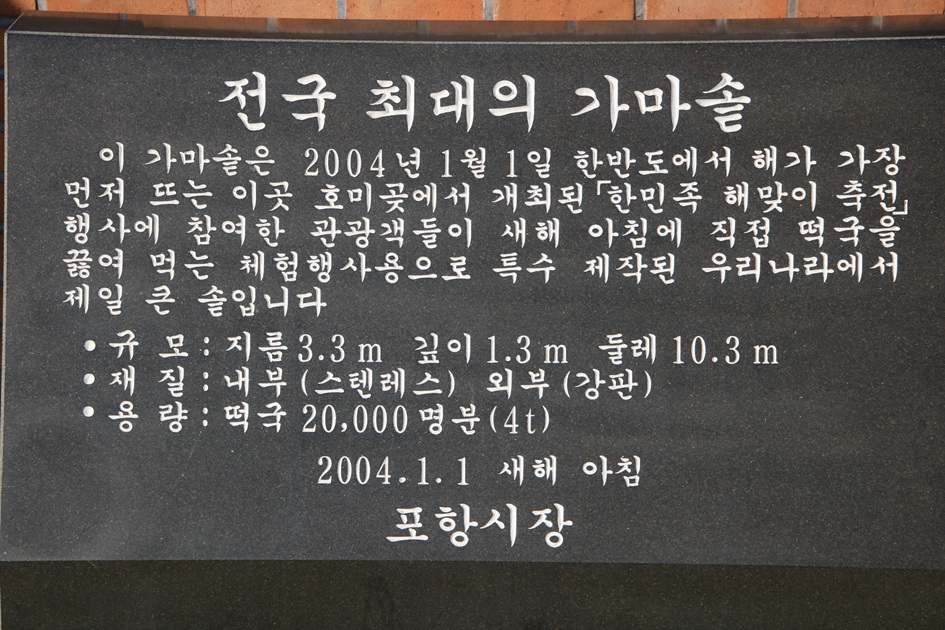 전국 최대의 가마솥
이 가마솥은 2004년 1월 1일 한반도에서 해가 가장
먼저 뜨는 이곳 호미곶에서 개최된「한민족 해맞이 축전」
행사에 참여한 관광객들이 새해 아침에 직접 떡국을
끓여 먹는 체험행사용으로 특수 제작된 우리나라에서
제일 큰 솥입니다
• 규 모 : 지름 3.3 m 깊이 1.3 m 둘레 10.3 m
• 재 질 : 내부 (스텐레스) 외부 (강판)
• 용 량 : 떡국 20,000명분(4t)
2004.1.1 새해 아침
포항시장